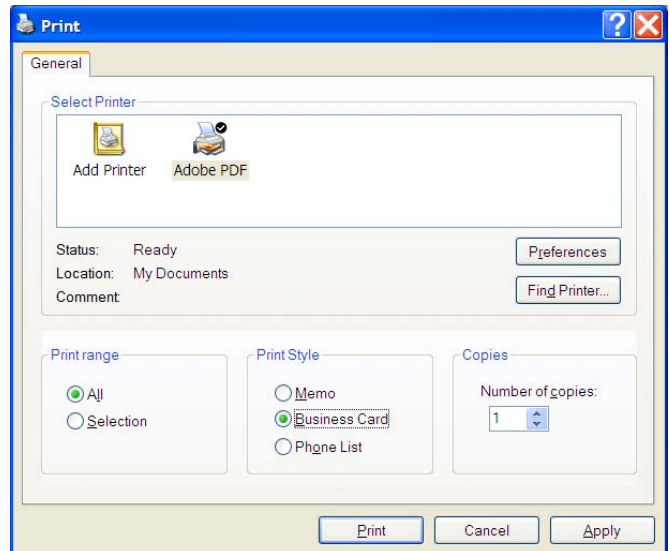 Print
General
Select Printer
Add Printer
Adobe PDF
Status: Ready
Location: My Documents
Comment:
Preferences
Find Printer...
Print range
All
Selection
Print Style
Memo
Business Card
Phone List
Copies
Number of copies:
1
Print
Cancel
Apply